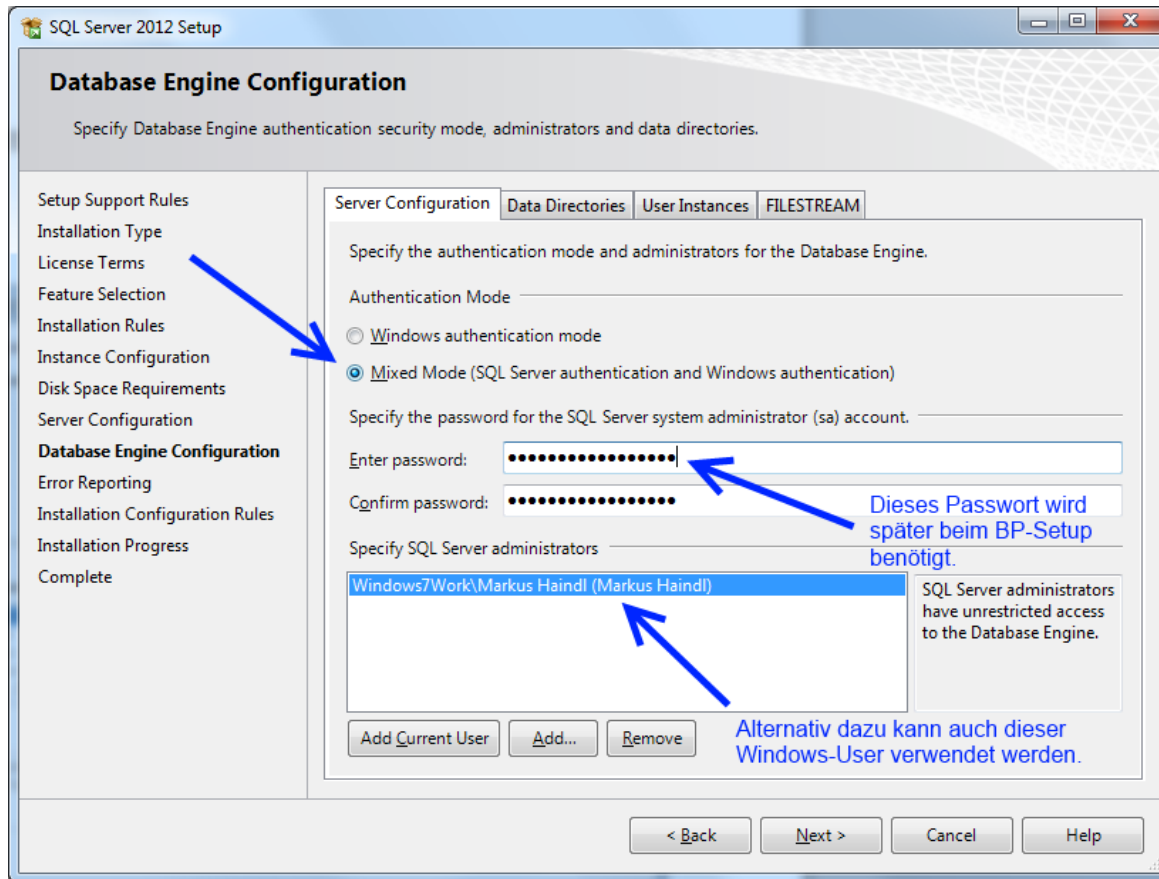 SQL Server 2012 Setup
Database Engine Configuration
Specify Database Engine authentication security mode, administrators and data directories.
Setup Support Rules
Installation Type
License Terms
Feature Selection
Installation Rules
Instance Configuration
Disk Space Requirements
Server Configuration
Database Engine Configuration
Error Reporting
Installation Configuration Rules
Installation Progress
Complete
Server Configuration Data Directories User Instances FILESTREAM
Specify the authentication mode and administrators for the Database Engine.
Authentication Mode
Windows authentication mode
Mixed Mode (SQL Server authentication and Windows authentication)
Specify the password for the SQL Server system administrator (sa) account.
Enter password: ●●●●●●●●●●●●●●●●●
Confirm password: ●●●●●●●●●●●●●●●●●
Dieses Passwort wird
später beim BP-Setup
benötigt.
Specify SQL Server administrators
Windows7Work\Markus Haindl (Markus Haindl)
SQL Server administrators
have unrestricted access
to the Database Engine.
Add Current User Add... Remove
Alternativ dazu kann auch dieser
Windows-User verwendet werden.
< Back Next > Cancel Help